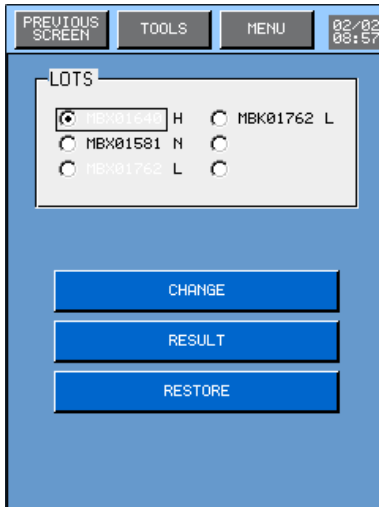 PREVIOUS
SCREEN
TOOLS
MENU
02/02
08:57
LOTS
MBX01640 H
MBK01762 L
MBX01581 N
MBX01762 L
CHANGE
RESULT
RESTORE